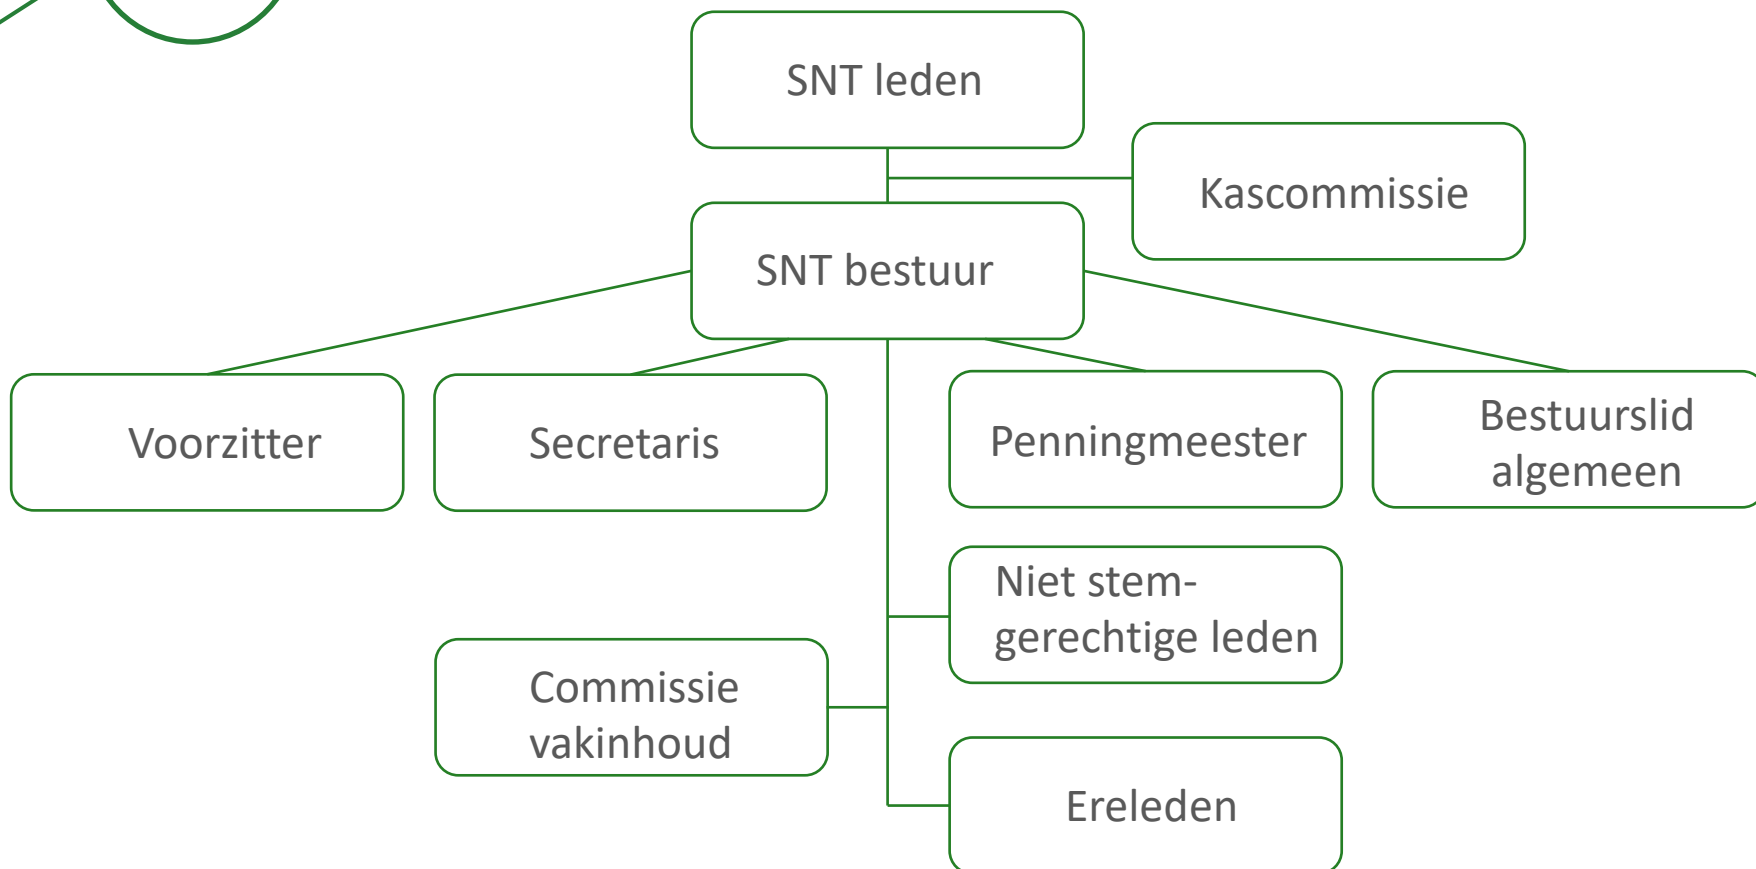 SNT leden
Kascommissie
SNT bestuur
Voorzitter
Secretaris
Penningmeester
Bestuurslid
algemeen
Niet stem-
gerechtige leden
Commissie
vakinhoud
Ereleden